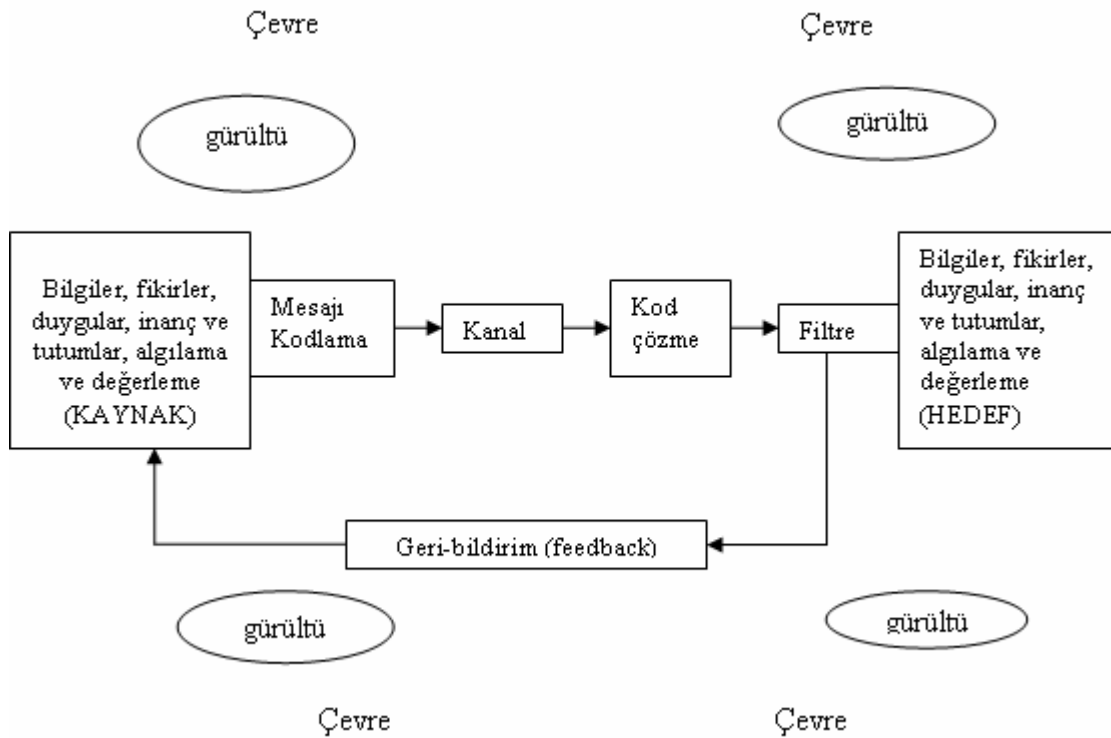 Çevre
Çevre
gürültü
gürültü
Bilgiler, fikirler,
duygular, inanç ve
tutumlar, algılama
ve değerleme
(KAYNAK)
Mesajı
Kodlama
Kanal
Kod
çözme
Filtre
Bilgiler, fikirler,
duygular, inanç
ve tutumlar,
algılama ve
değerleme
(HEDEF)
Geri-bildirim (feedback)
gürültü
gürültü
Çevre
Çevre